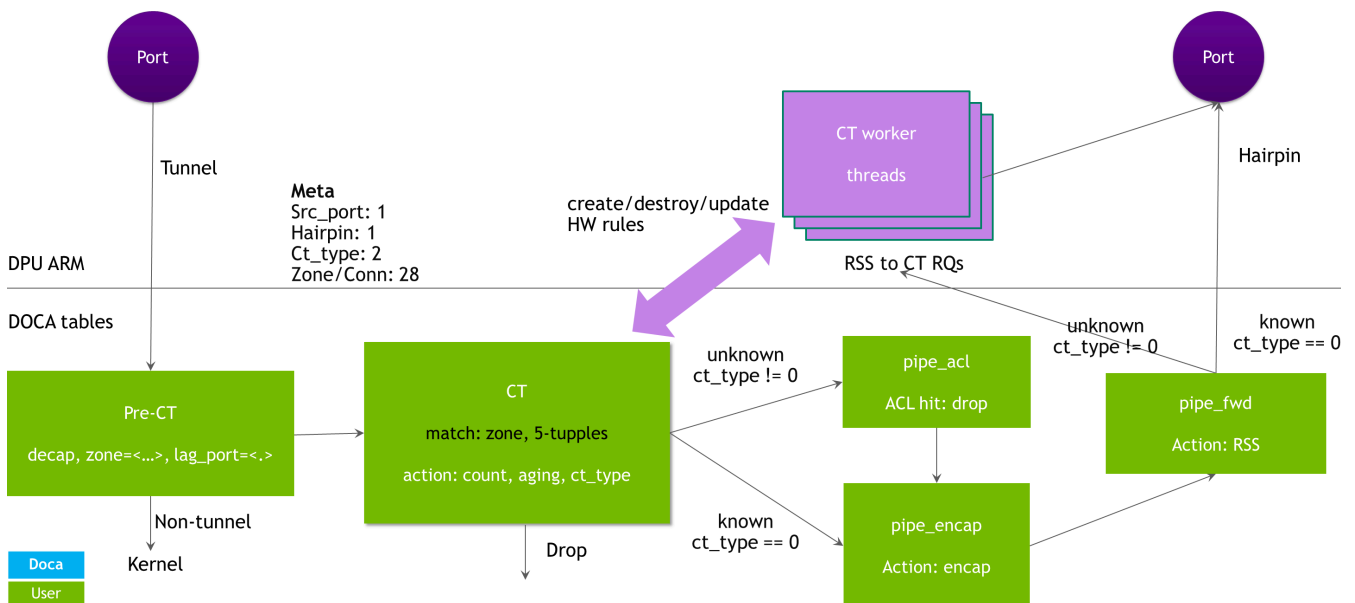 Port
Port
CT worker
threads
Tunnel
Hairpin
Meta
Src_port: 1
Hairpin: 1
Ct_type: 2
Zone/Conn: 28
create/destroy/update
HW rules
DPU ARM
RSS to CT RQs
DOCA tables
unknown
ct_type != 0
known
ct_type == 0
unknown
ct_type != 0
pipe_acl
ACL hit: drop
CT
match: zone, 5-tupples
action: count, aging, ct_type
Pre-CT
decap, zone=<...>, lag_port=<.>
pipe_fwd
Action: RSS
Non-tunnel
Kernel
Drop
known
ct_type == 0
pipe_encap
Action: encap
Doca
User